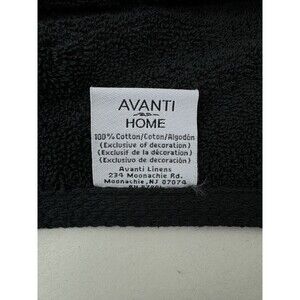 AVANTI
HOME
100% Cotton/Coton/Algodón
(Exclusive of decoration)
(Exclusif de la décoration)
(Exclusivo de decoración)
Avanti Linens
234 Moonachie Rd.
Moonachie, NJ 07074